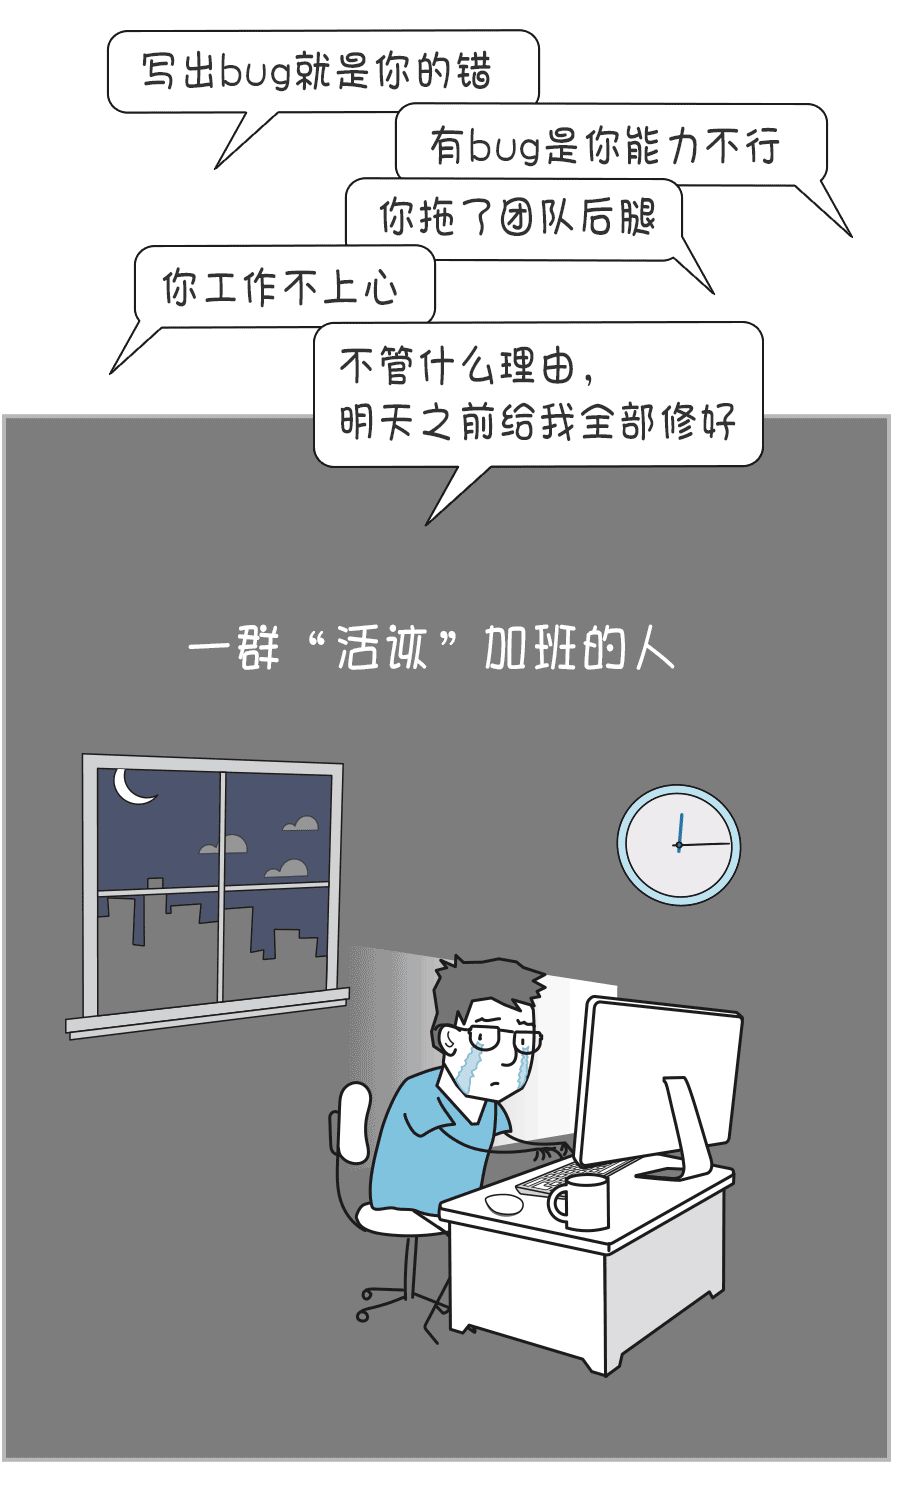 写出bug就是你的错
有bug是你能力不行
你拖了团队后腿
你工作不上心
不管什么理由，
明天之前给我全部修好
一群“活诙”加班的人